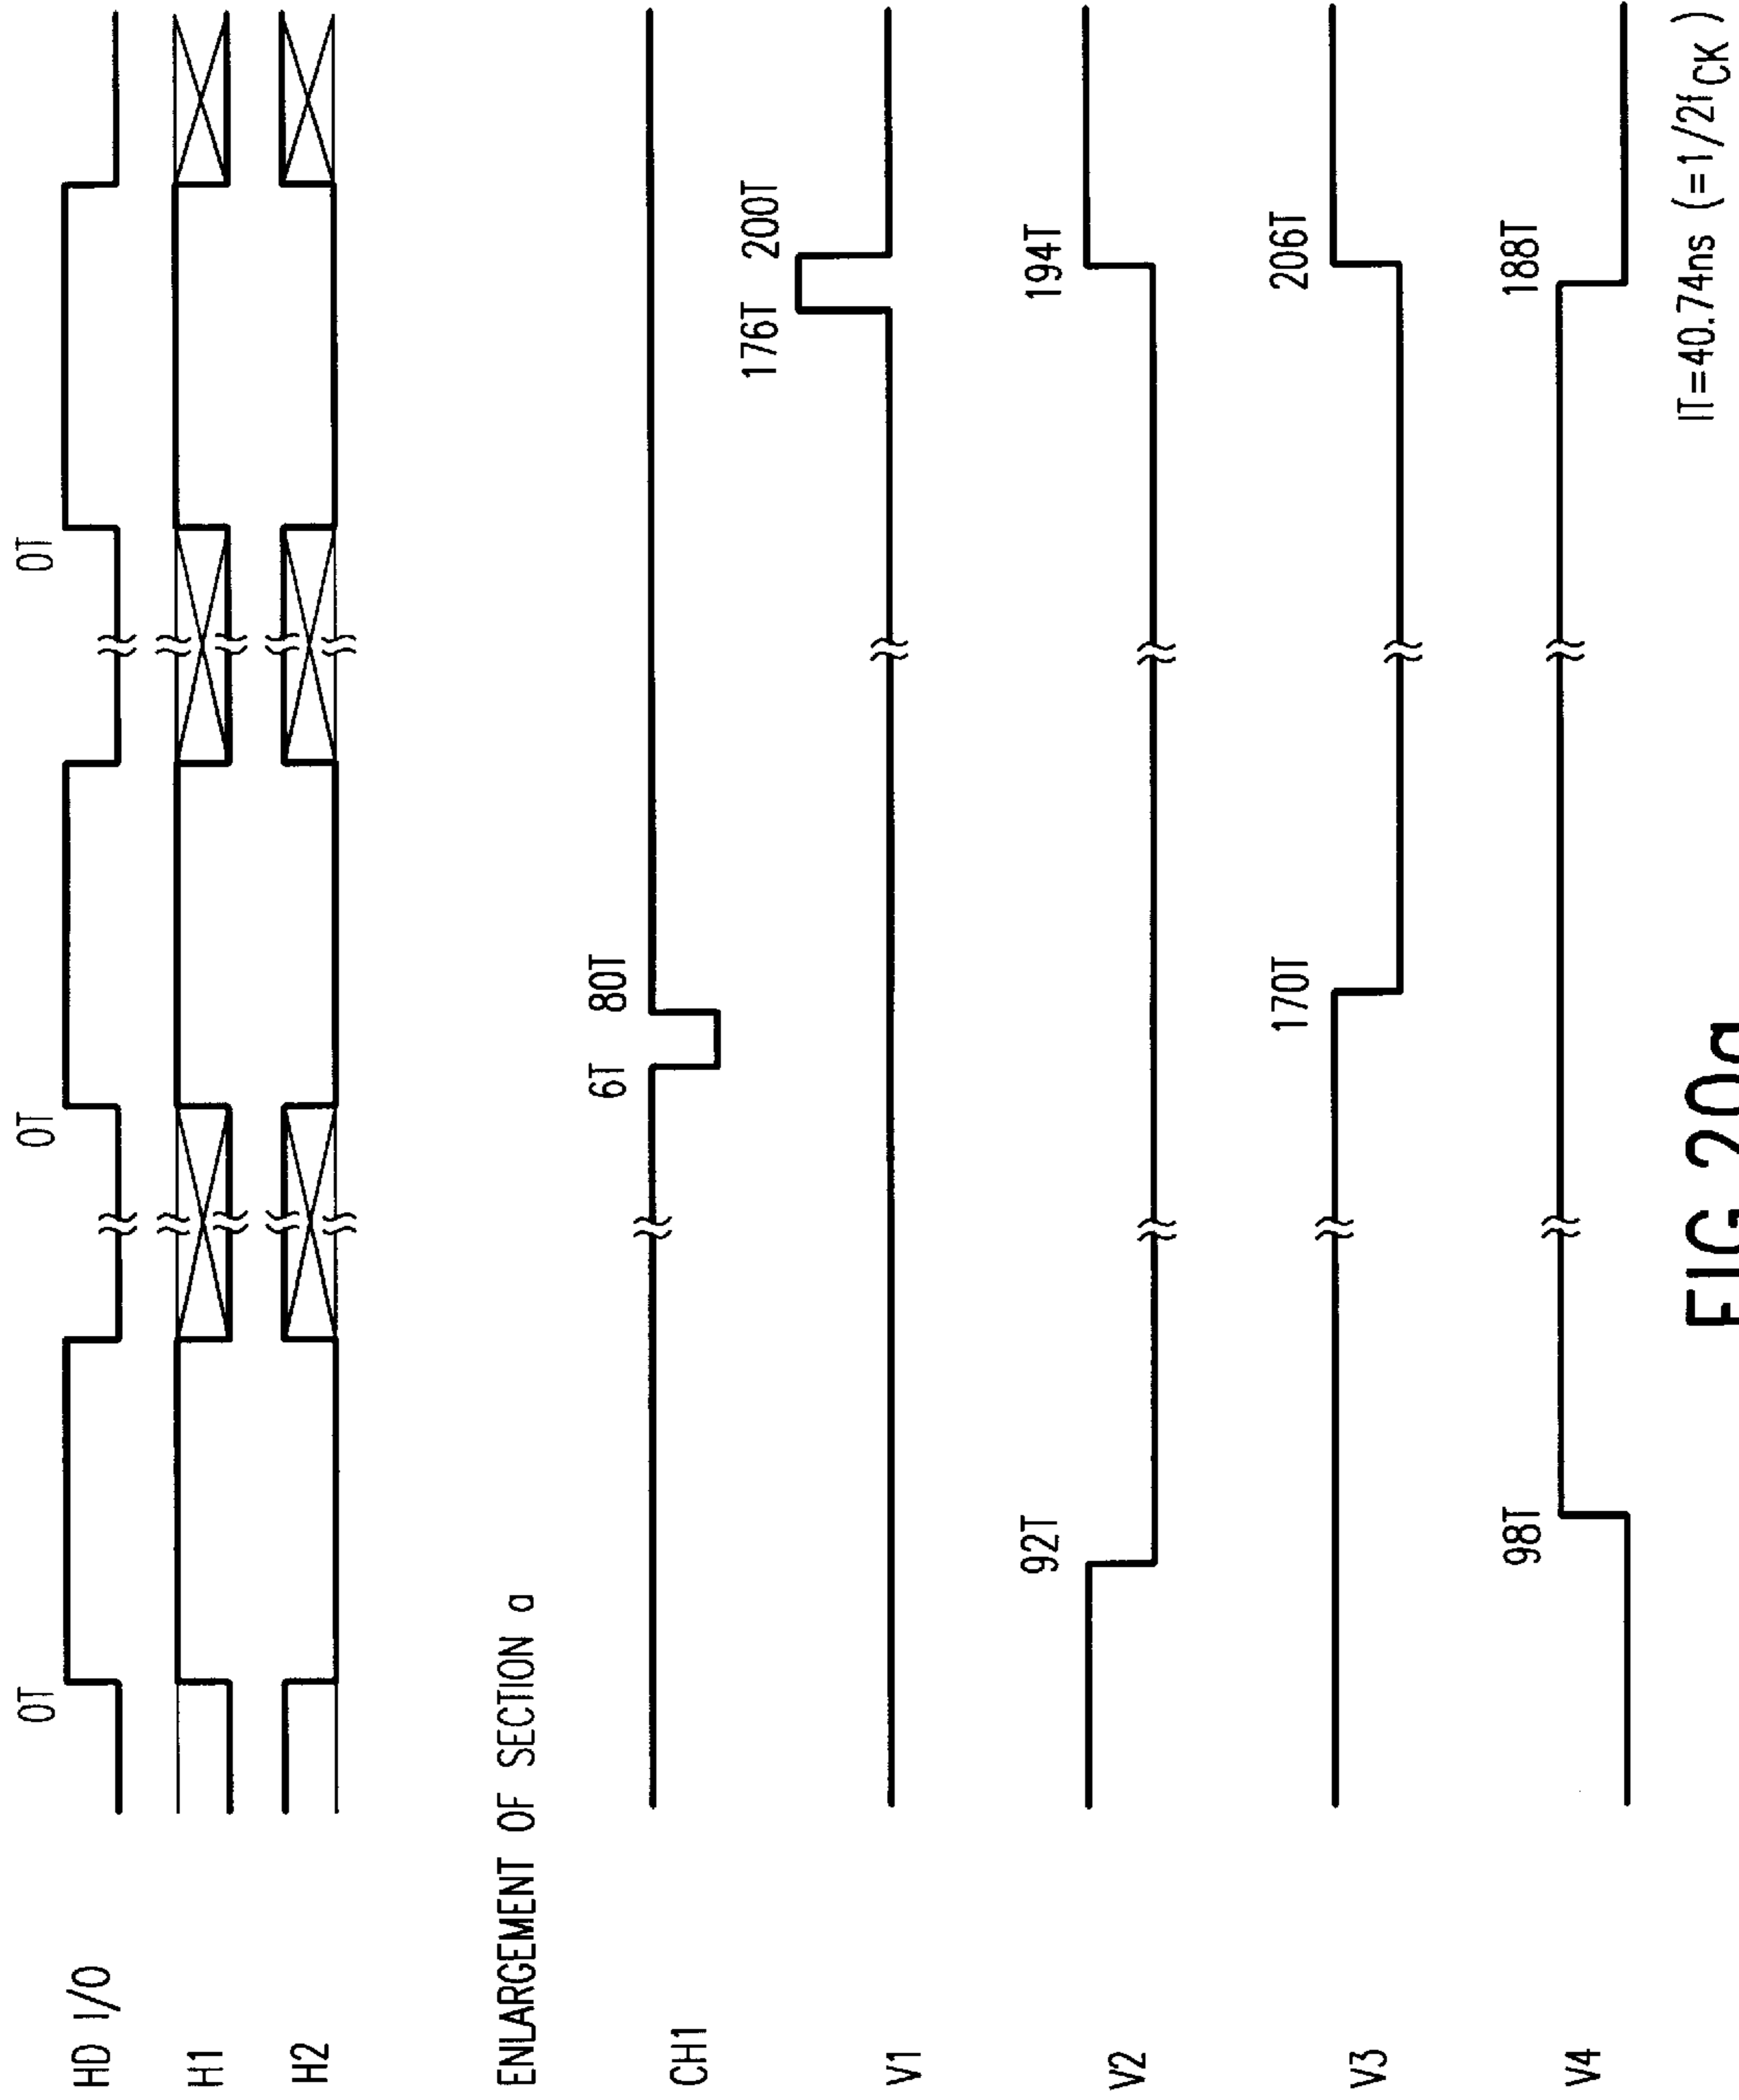 0T 0T 0T
HD I/O
H1
H2
ENLARGEMENT OF SECTION a
6T 80T
CH1
176T 200T
V1
92T 194T
V2
170T 206T
V3
98T 188T
V4
IT=40.74ns (=1/2fCK)
FIG.20a